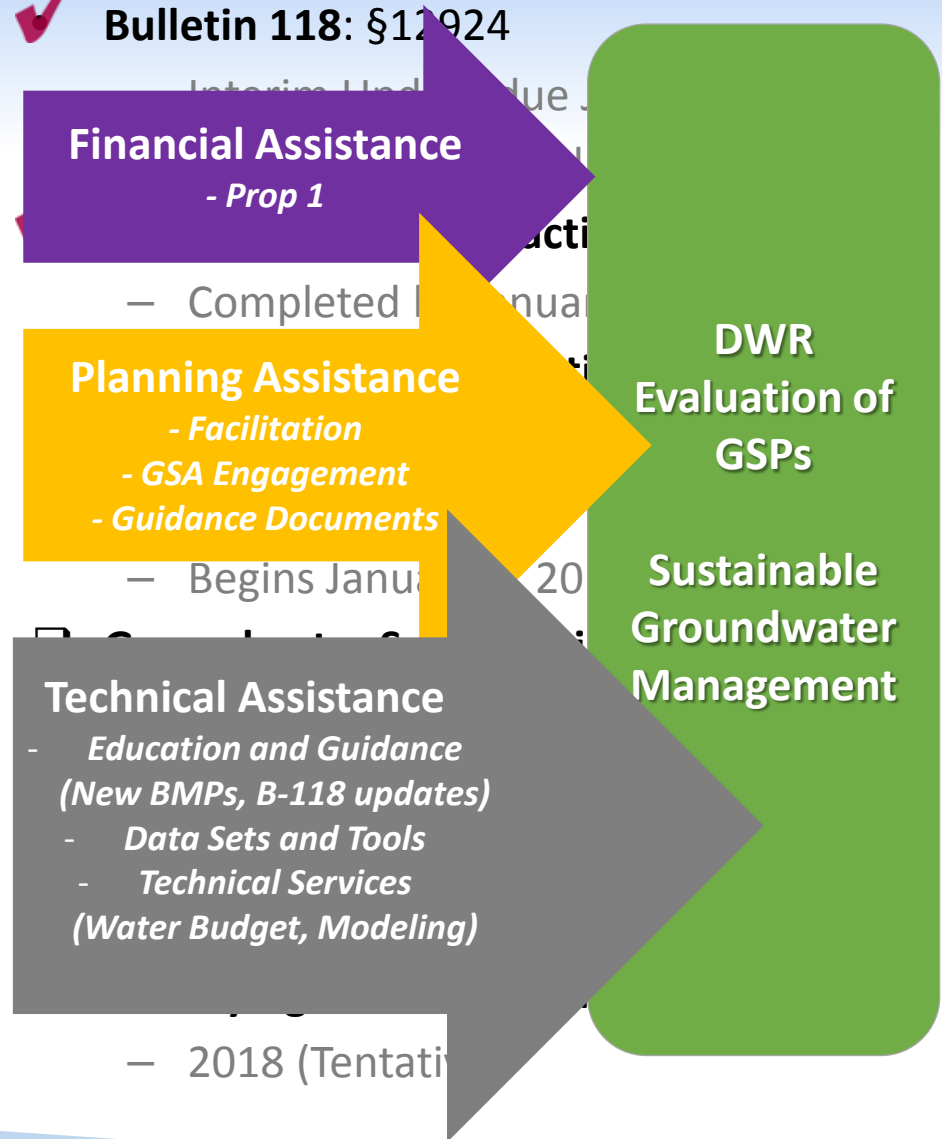 Bulletin 118: §12924
due
Financial Assistance
- Prop 1
– Completed
Planning Assistance
- Facilitation
- GSA Engagement
- Guidance Documents
– Begins 20
Technical Assistance
- Education and Guidance
(New BMPs, B-118 updates)
- Data Sets and Tools
- Technical Services
(Water Budget, Modeling)
– 2018
DWR
Evaluation of
GSPs
Sustainable
Groundwater
Management